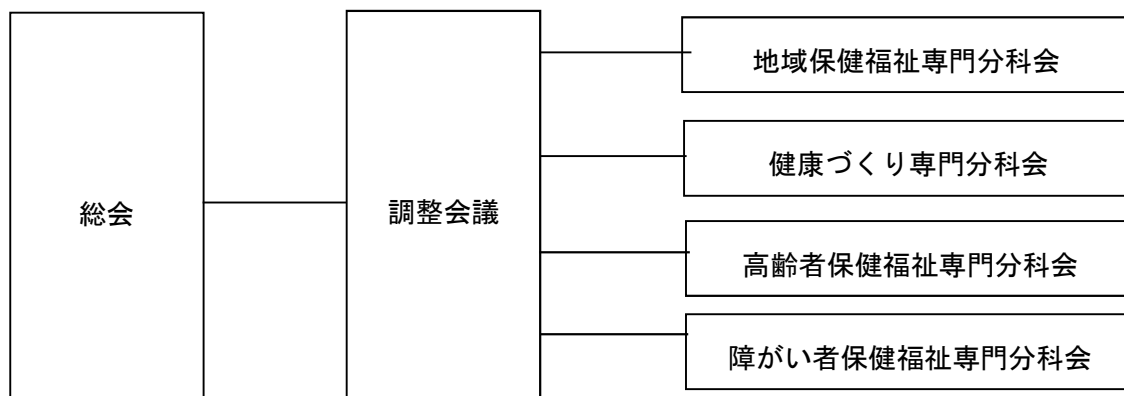 総会
調整会議
地域保健福祉専門分科会
健康づくり専門分科会
高齢者保健福祉専門分科会
障がい者保健福祉専門分科会